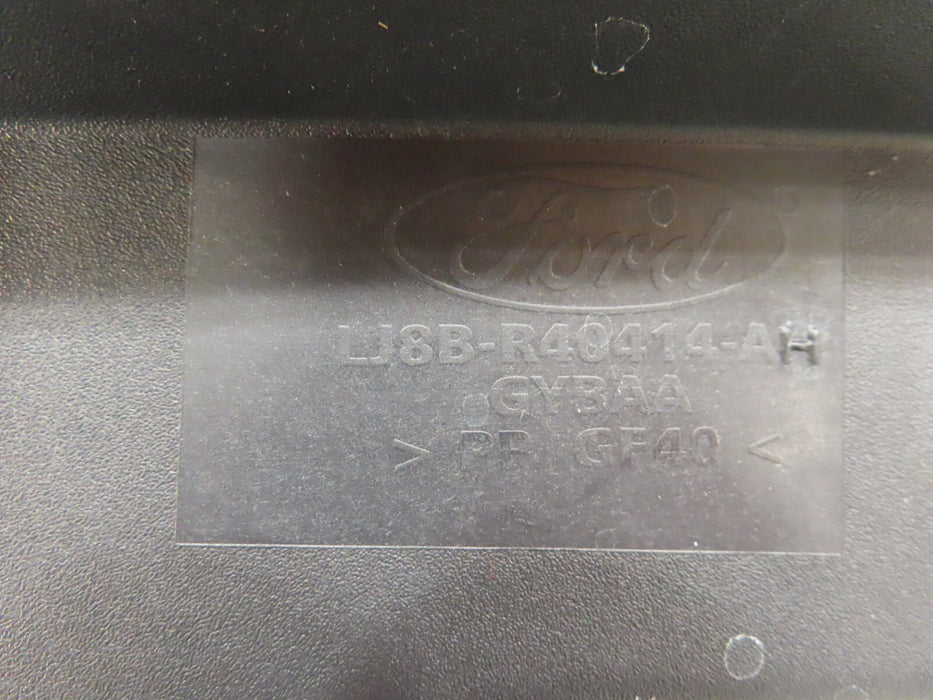 Ford
LJ8B-R40414-AH
GYBAA
> PP GF40 <